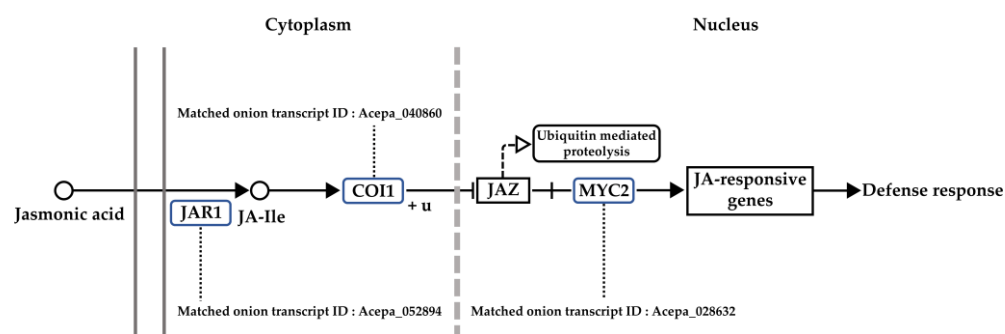 Cytoplasm
Nucleus
Matched onion transcript ID : Acepa_040860
Ubiquitin mediated
proteolysis
Jasmonic acid
JAR1
JA-Ile
COI1
+ u
JAZ
MYC2
JA-responsive
genes
Defense response
Matched onion transcript ID : Acepa_052894
Matched onion transcript ID : Acepa_028632